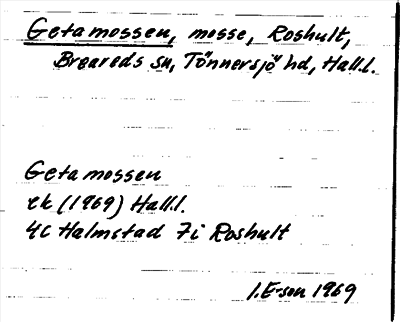 Getamossen, mosse, Roshult,
Breareds sn, Tönnersjö hd, Hall.l.
Getamossen
ek (1969) Hall.l.
4C Halmstad 7i Roshult
I. E-son 1969